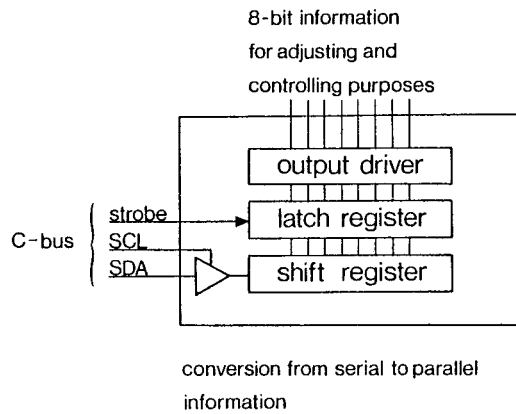 8-bit information
for adjusting and
controlling purposes
output driver
strobe
latch register
C-bus
SCL
SDA
shift register
conversion from serial to parallel
information